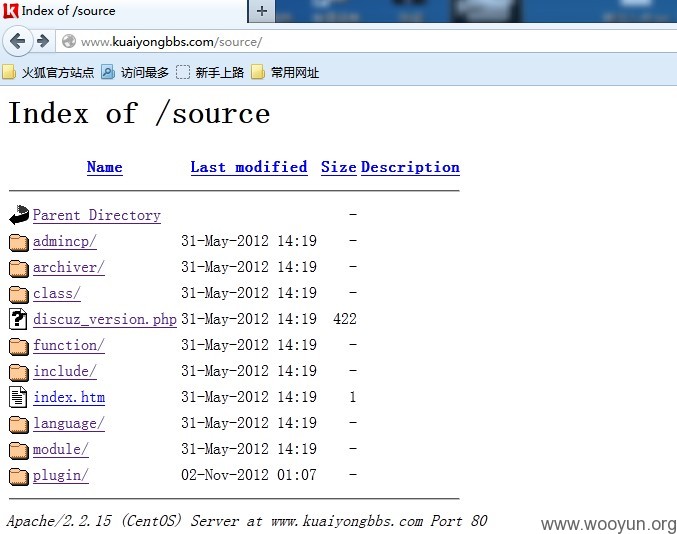 Index of /source
www.kuaiyongbbs.com/source/
火狐官方站点 访问最多 新手上路 常用网址
Index of /source
Name Last modified Size Description
Parent Directory -
admincp/ 31-May-2012 14:19 -
archiver/ 31-May-2012 14:19 -
class/ 31-May-2012 14:19 -
discuz_version.php 31-May-2012 14:19 422
function/ 31-May-2012 14:19 -
include/ 31-May-2012 14:19 -
index.htm 31-May-2012 14:19 1
language/ 31-May-2012 14:19 -
module/ 31-May-2012 14:19 -
plugin/ 02-Nov-2012 01:07 -
Apache/2.2.15 (CentOS) Server at www.kuaiyongbbs.com Port 80
www.wooyun.org